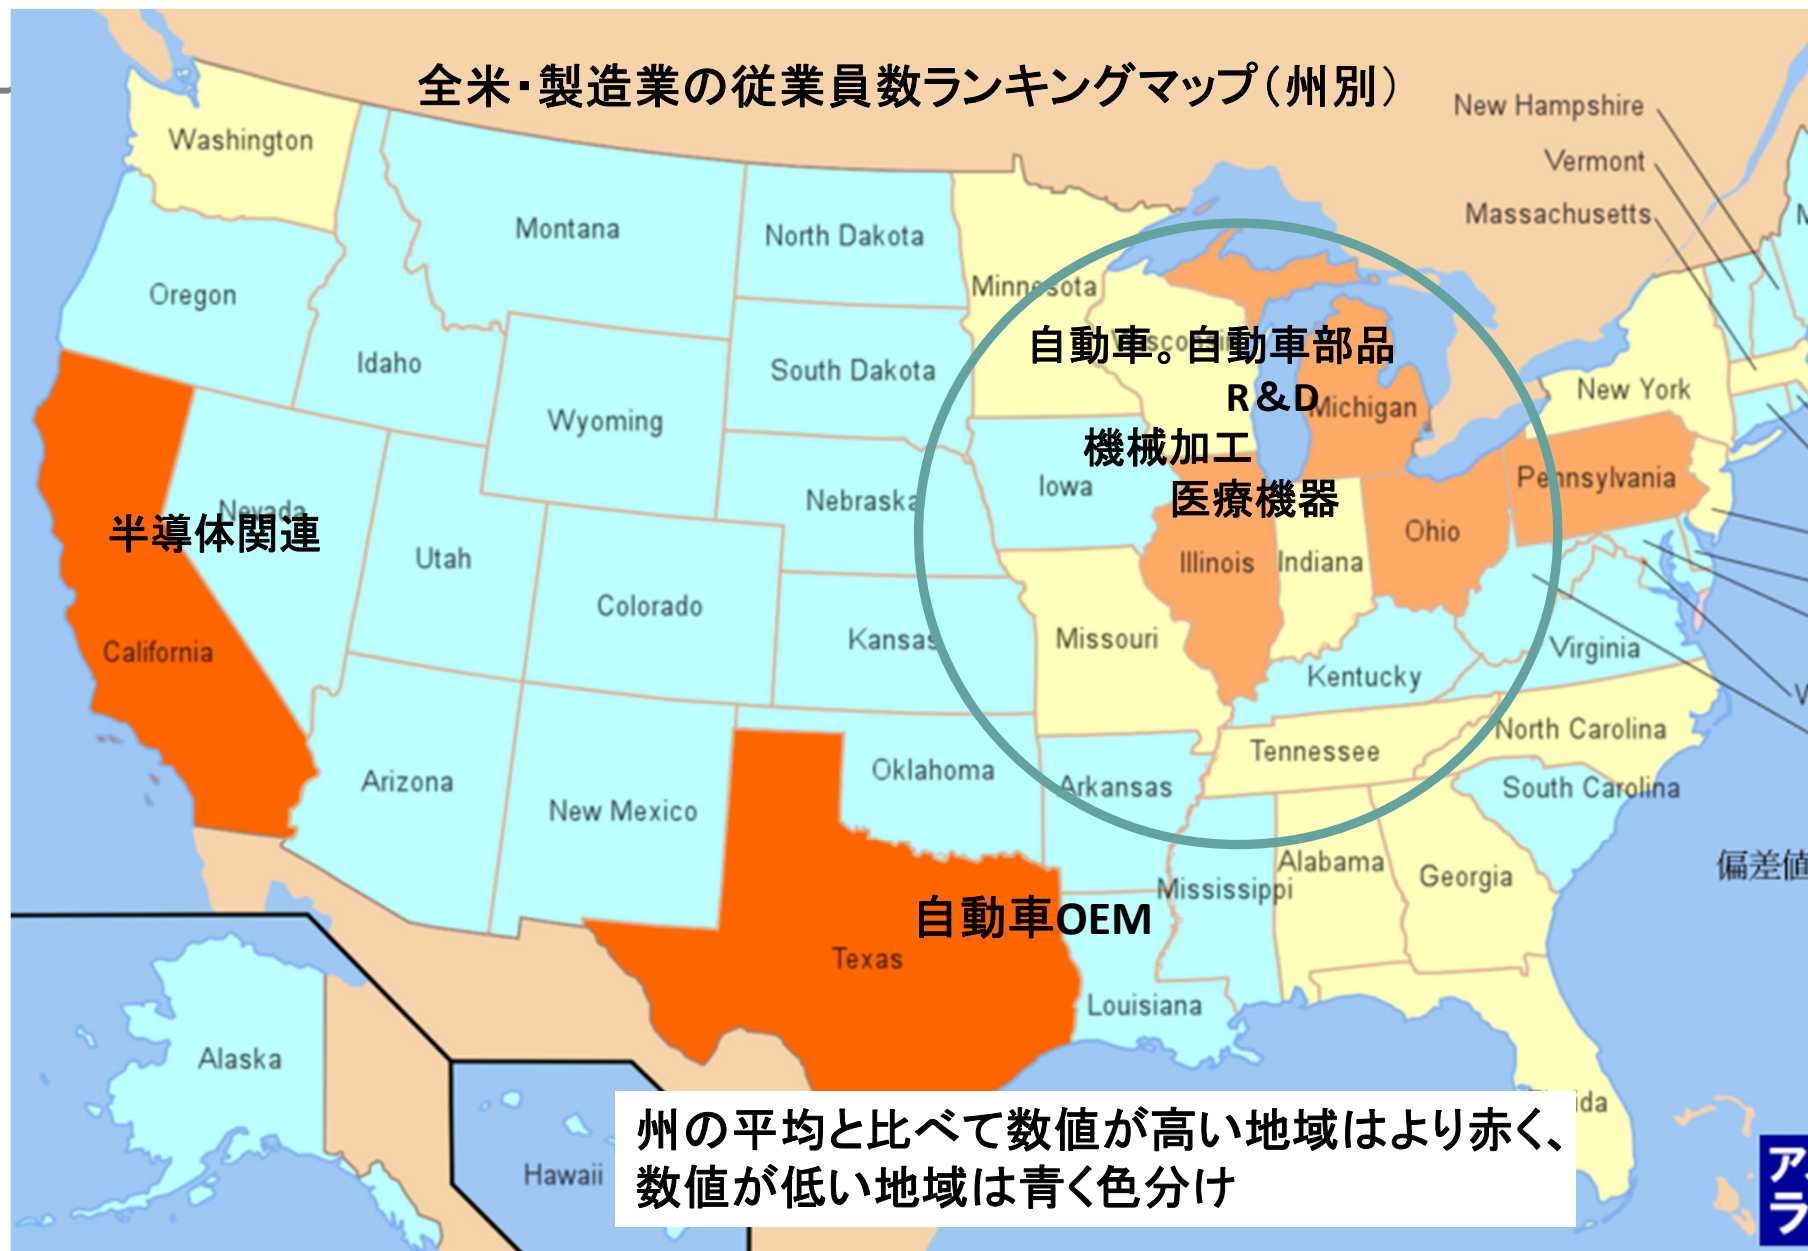 全米・製造業の従業員数ランキングマップ（州別）
New Hampshire
Vermont
Massachusetts
Washington
Montana
North Dakota
Minnesota
Oregon
Idaho
South Dakota
Wisconsin
自動車。自動車部品
R＆D
Michigan
New York
Wyoming
機械加工
Iowa
Nebraska
医療機器
Pennsylvania
Nevada
半導体関連
Utah
Ohio
Illinois
Indiana
Colorado
Kansas
Missouri
California
Virginia
Kentucky
North Carolina
Tennessee
Arizona
New Mexico
Oklahoma
Arkansas
South Carolina
Alabama
Georgia
Mississippi
偏差値
自動車OEM
Texas
Louisiana
Alaska
Hawaii
州の平均と比べて数値が高い地域はより赤く、
数値が低い地域は青く色分け